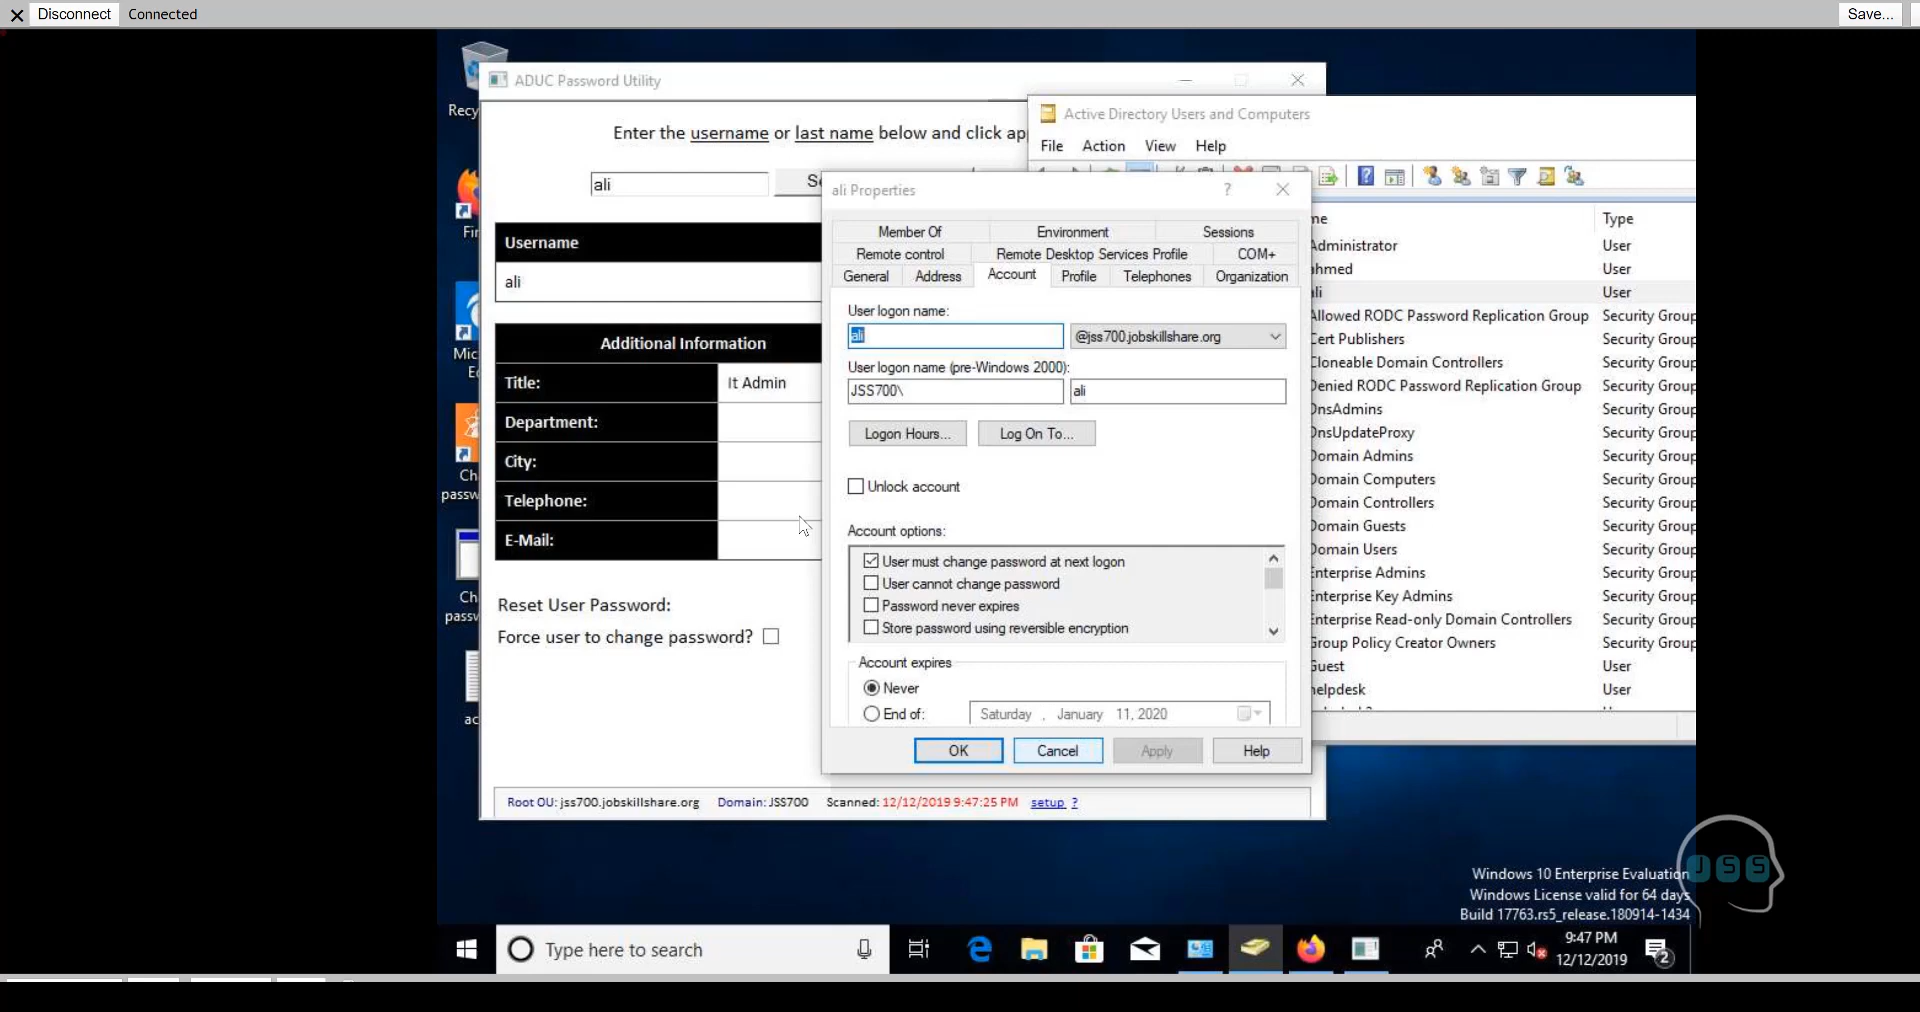 Disconnect Connected Save...
ADUC Password Utility
Enter the username or last name below and click
ali
Username
ali
Additional Information
Title: It Admin
Department:
City:
Telephone:
E-Mail:
Reset User Password:
Force user to change password?
Root OU: jss700.jobskillshare.org Domain: JSS700 Scanned: 12/12/2019 9:47:25 PM setup ?
Active Directory Users and Computers
File Action View Help
Type
Administrator User
User
User
Allowed RODC Password Replication Group Security Group
Cert Publishers Security Group
Cloneable Domain Controllers Security Group
Denied RODC Password Replication Group Security Group
DnsAdmins Security Group
DnsUpdateProxy Security Group
Domain Admins Security Group
Domain Computers Security Group
Domain Controllers Security Group
Domain Guests Security Group
Domain Users Security Group
Enterprise Admins Security Group
Enterprise Key Admins Security Group
Enterprise Read-only Domain Controllers Security Group
Group Policy Creator Owners Security Group
Guest User
helpdesk User
ali Properties ?
Member Of Environment Sessions
Remote control Remote Desktop Services Profile COM+
General Address Account Profile Telephones Organization
User logon name:
ali @jss700.jobskillshare.org
User logon name (pre-Windows 2000):
JSS700\ ali
Logon Hours... Log On To...
Unlock account
Account options:
User must change password at next logon
User cannot change password
Password never expires
Store password using reversible encryption
Account expires
Never
End of: Saturday , January 11, 2020
OK Cancel Apply Help
JSS
Windows 10 Enterprise Evaluation
Windows License valid for 64 days
Build 17763.rs5_release.180914-1434
Type here to search
9:47 PM
12/12/2019
2